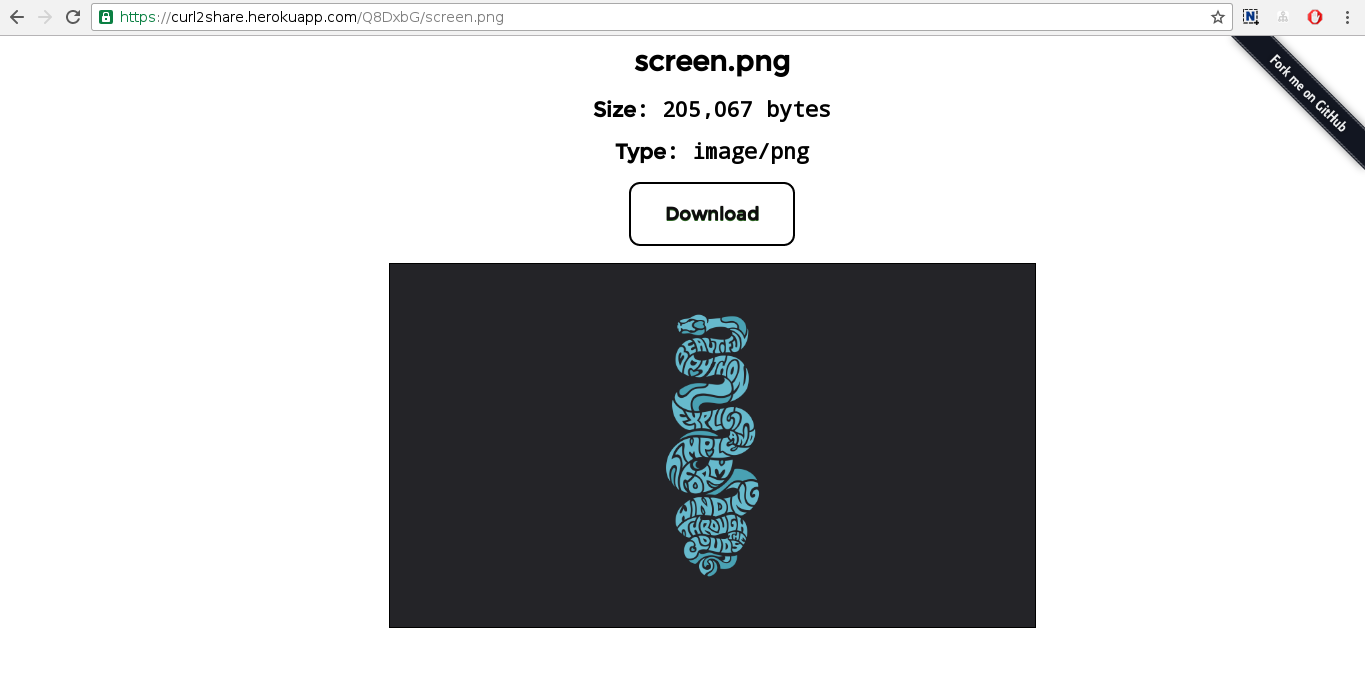 https://curl2share.herokuapp.com/Q8DxbG/screen.png
N
Fork me on GitHub
screen.png
Size: 205,067 bytes
Type: image/png
Download
BEAUTIFUL
PYTHON
EXPLICIT AND
SIMPLE
FORM
WINDING
THROUGH THE
CLOUDS